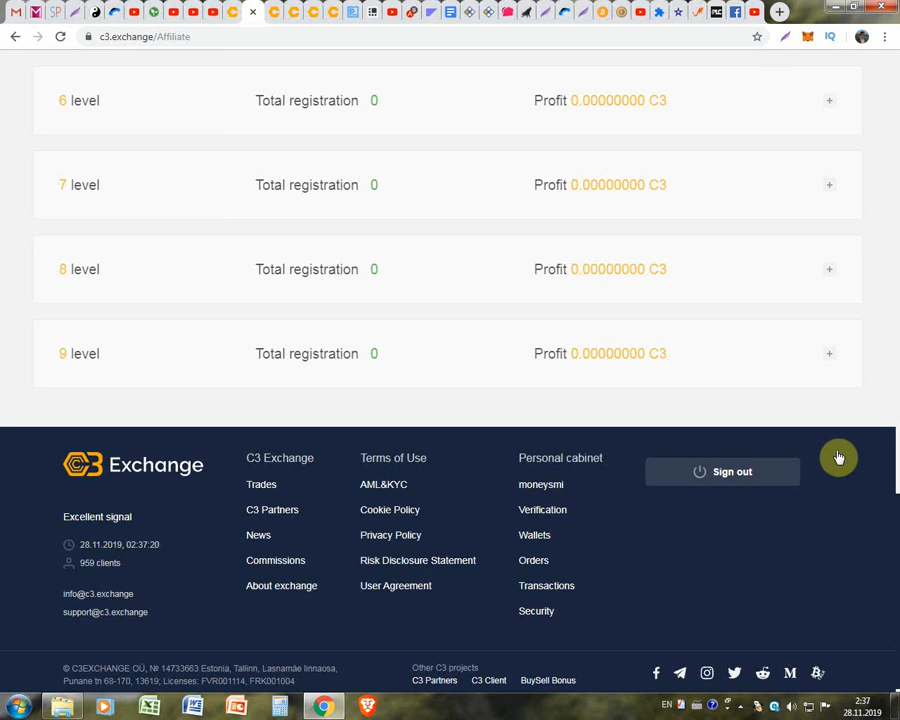 c3.exchange/Affiliate
6 level Total registration 0 Profit 0.00000000 C3 +
7 level Total registration 0 Profit 0.00000000 C3 +
8 level Total registration 0 Profit 0.00000000 C3 +
9 level Total registration 0 Profit 0.00000000 C3 +
C3 Exchange
Excellent signal
28.11.2019, 02:37:20
959 clients
info@c3.exchange
support@c3.exchange
C3 Exchange
Trades
C3 Partners
News
Commissions
About exchange
Terms of Use
AML&KYC
Cookie Policy
Privacy Policy
Risk Disclosure Statement
User Agreement
Personal cabinet
moneysmi
Verification
Wallets
Orders
Transactions
Security
Sign out
© C3EXCHANGE OÜ, № 14733663 Estonia, Tallinn, Lasnamäe linnaosa,
Punane tn 68-170, 13619; Licenses: FVR001114, FRK001004
Other C3 projects
C3 Partners C3 Client BuySell Bonus
EN
2:37
28.11.2019